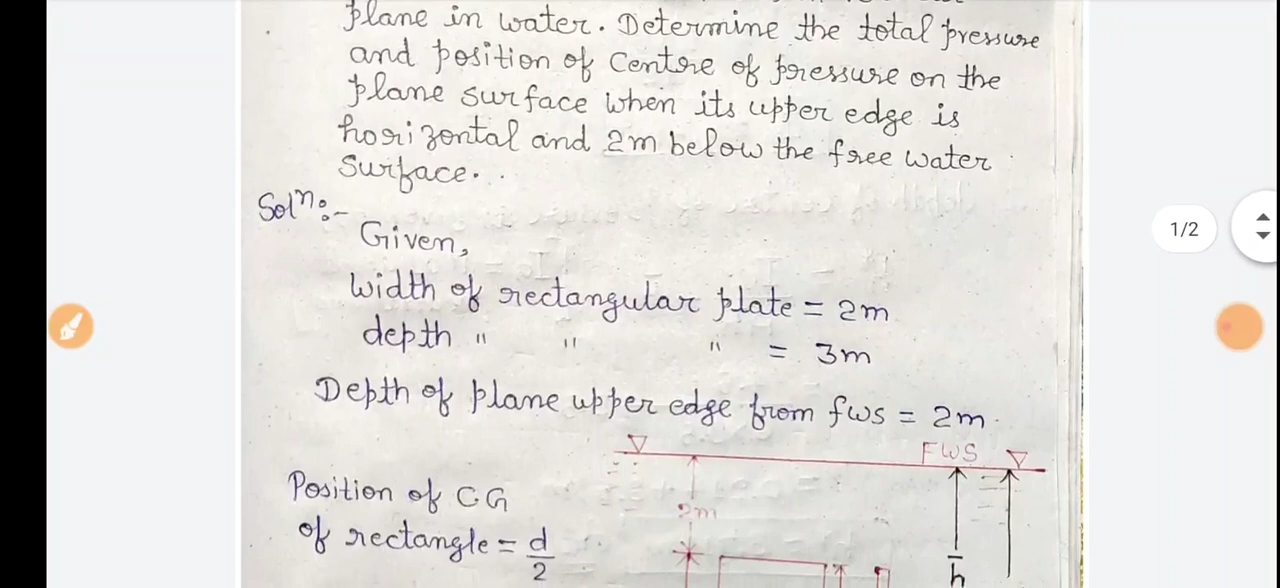 plane in water. Determine the total pressure
and position of Centre of pressure on the
plane surface when its upper edge is
horizontal and 2m below the free water
surface.
Solⁿ:-
Given,
Width of rectangular plate = 2m
depth " " " = 3m
Depth of plane upper edge from fws = 2m.
FWS
Position of CG
of rectangle = d/2
2m
h̄
1/2